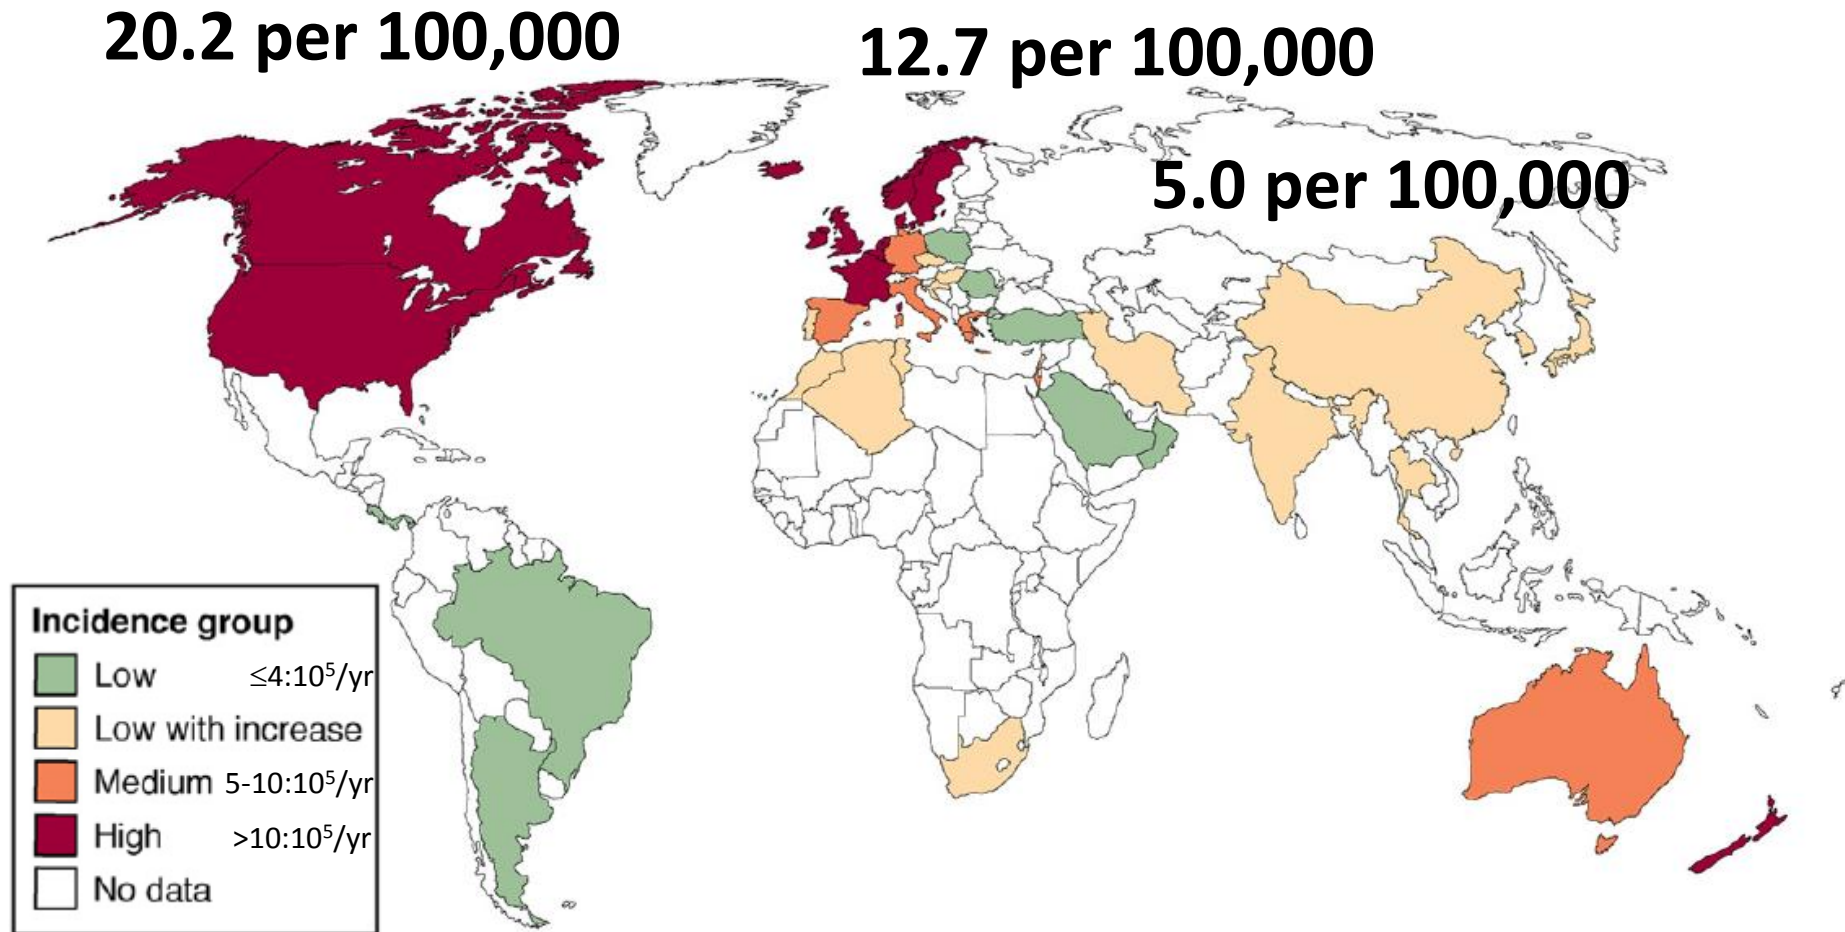 20.2 per 100,000
12.7 per 100,000
5.0 per 100,000
Incidence group
Low ≤4:10⁵/yr
Low with increase
Medium 5-10:10⁵/yr
High >10:10⁵/yr
No data